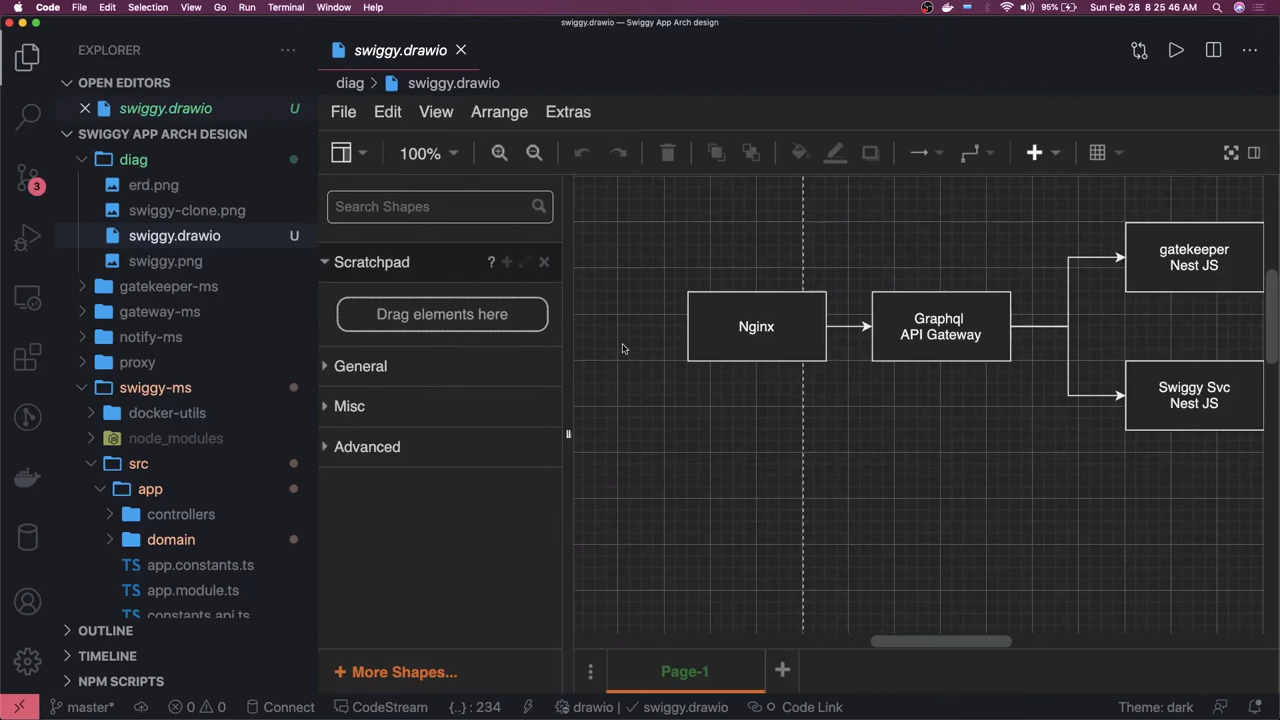 Code File Edit Selection View Go Run Terminal Window Help 95% Sun Feb 28 8 25 46 AM
swiggy.drawio — Swiggy App Arch design
EXPLORER
swiggy.drawio
OPEN EDITORS
diag
swiggy.drawio
swiggy.drawio U
SWIGGY APP ARCH DESIGN
File Edit View Arrange Extras
diag
100%
3
erd.png
swiggy-clone.png
Search Shapes
swiggy.drawio U
swiggy.png
Scratchpad ?
gatekeeper-ms
gateway-ms
Drag elements here
notify-ms
proxy
General
swiggy-ms
Misc
docker-utils
node_modules
Advanced
src
app
controllers
domain
TS app.constants.ts
TS app.module.ts
constants.api.ts
OUTLINE
TIMELINE
NPM SCRIPTS
+ More Shapes...
Page-1
Nginx
Graphql
API Gateway
gatekeeper
Nest JS
Swiggy Svc
Nest JS
master* 0 0 Connect CodeStream {..} : 234 drawio | ✓ swiggy.drawio Code Link Theme: dark